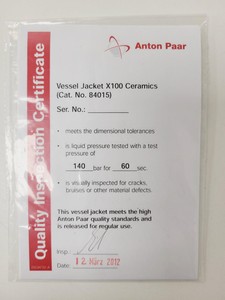 Anton Paar
Quality Inspection Certificate
Vessel Jacket X100 Ceramics
(Cat. No. 84015)
Ser. No.:
• meets the dimensional tolerances
• is liquid pressure tested with a test
pressure of
140 bar for 60 sec.
• is visually inspected for cracks,
bruises or other material defects.
This vessel jacket meets the high
Anton Paar quality standards and
is released for regular use.
Insp.:
Date: 12. März 2012